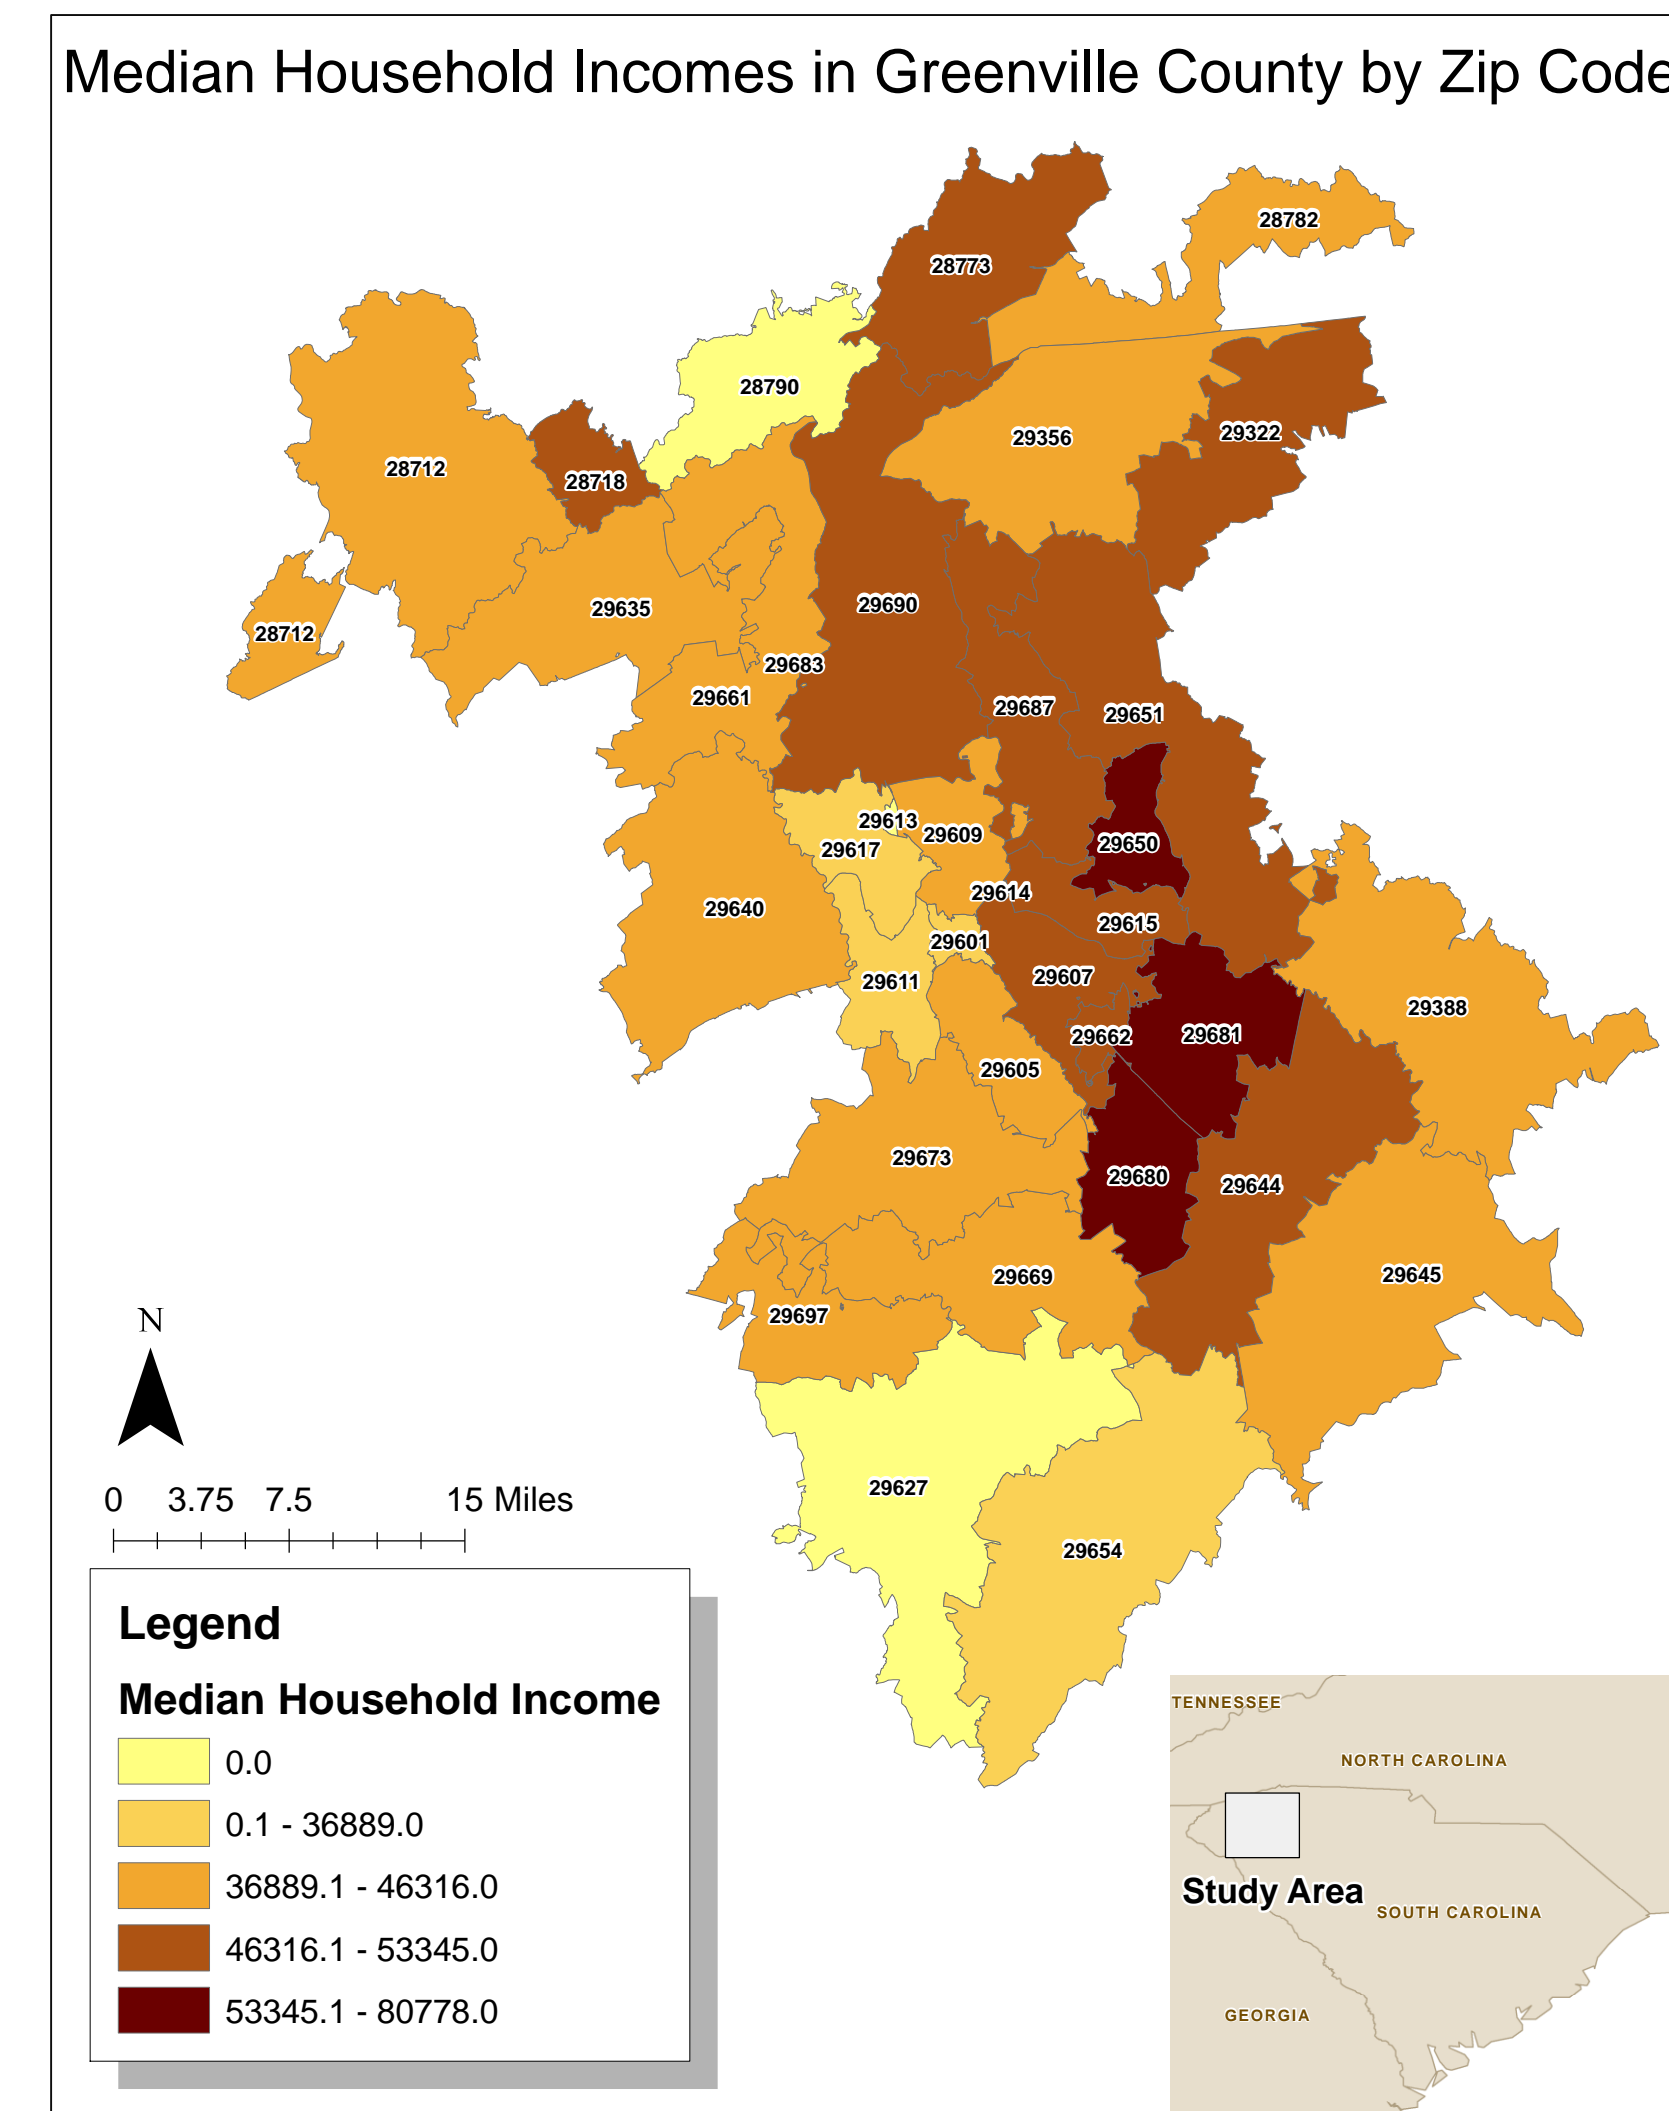 Median Household Incomes in Greenville County by Zip Code
28782
28773
28790
29356
29322
28712
28718
29690
29635
28712
29683
29661
29687
29651
29613
29609
29617
29650
29614
29640
29615
29601
29607
29611
29388
29662
29681
29605
29673
29680
29644
29669
29645
29697
N
29627
0 3.75 7.5 15 Miles
29654
Legend
Median Household Income
0.0
0.1 - 36889.0
36889.1 - 46316.0
46316.1 - 53345.0
53345.1 - 80778.0
TENNESSEE
NORTH CAROLINA
Study Area
SOUTH CAROLINA
GEORGIA